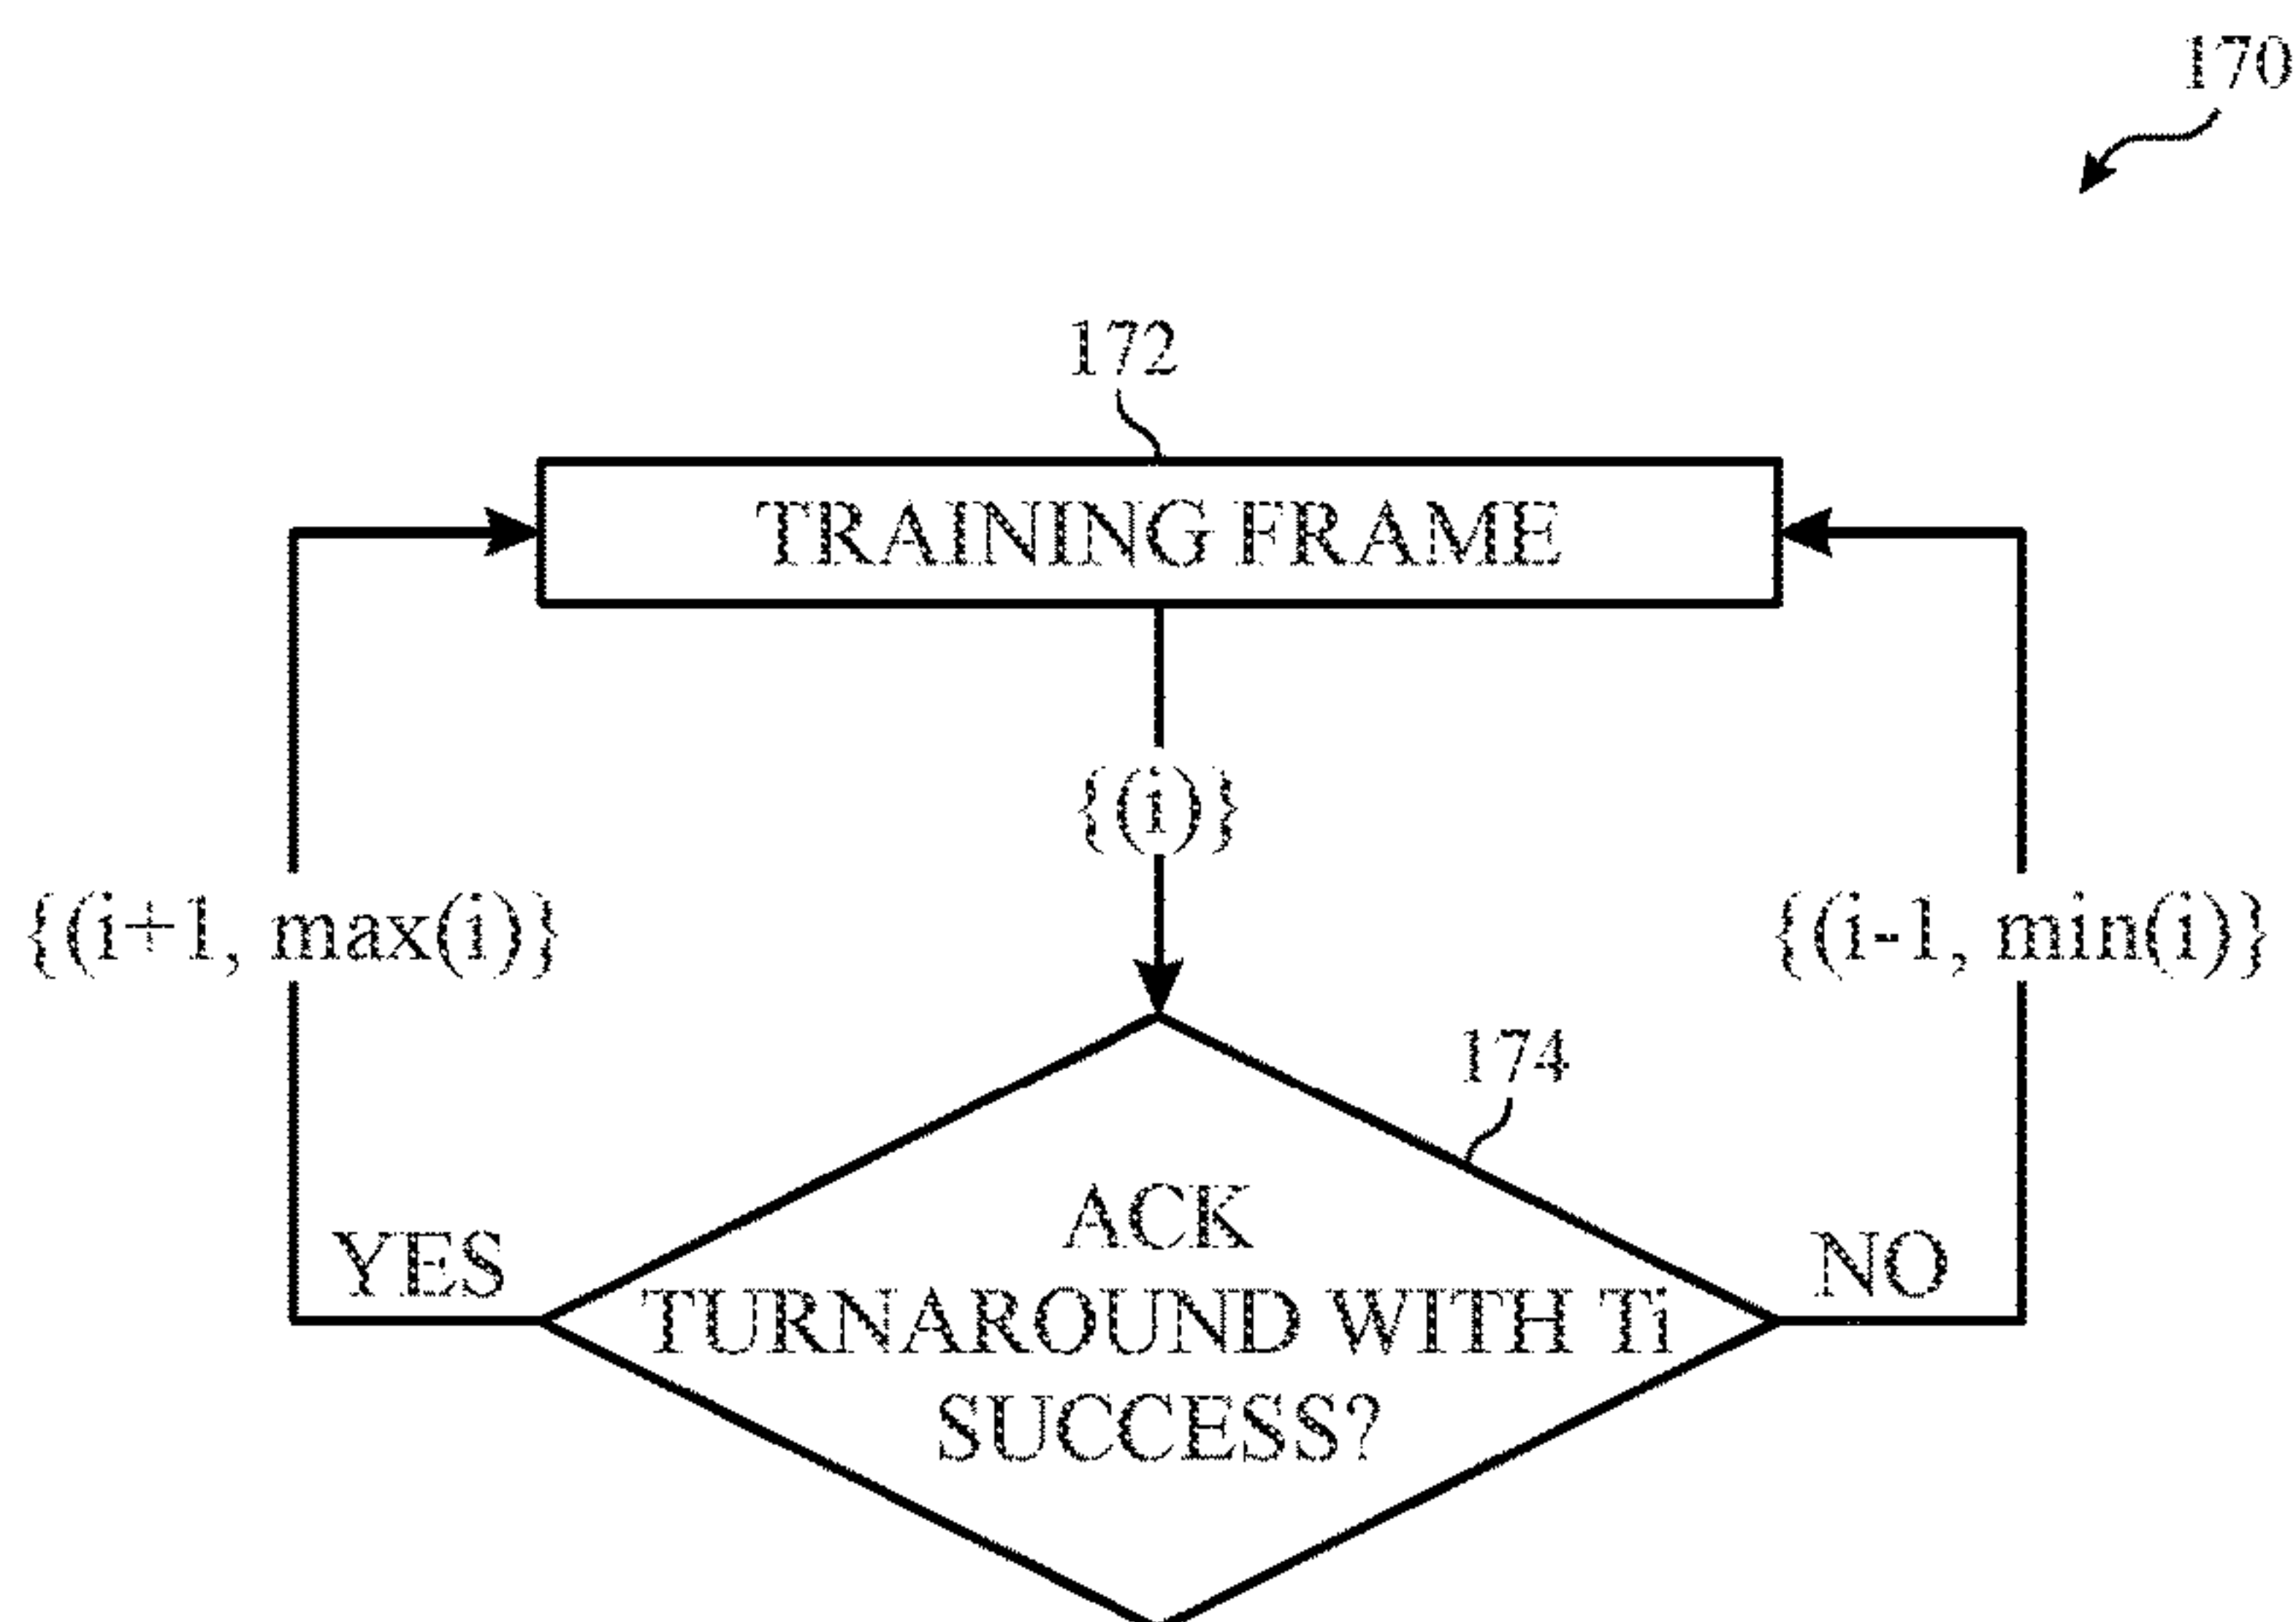 170
172
TRAINING FRAME
{(i)}
{(i+1, max(i)}
{(i-1, min(i)}
174
YES
ACK
TURNAROUND WITH Ti
SUCCESS?
NO